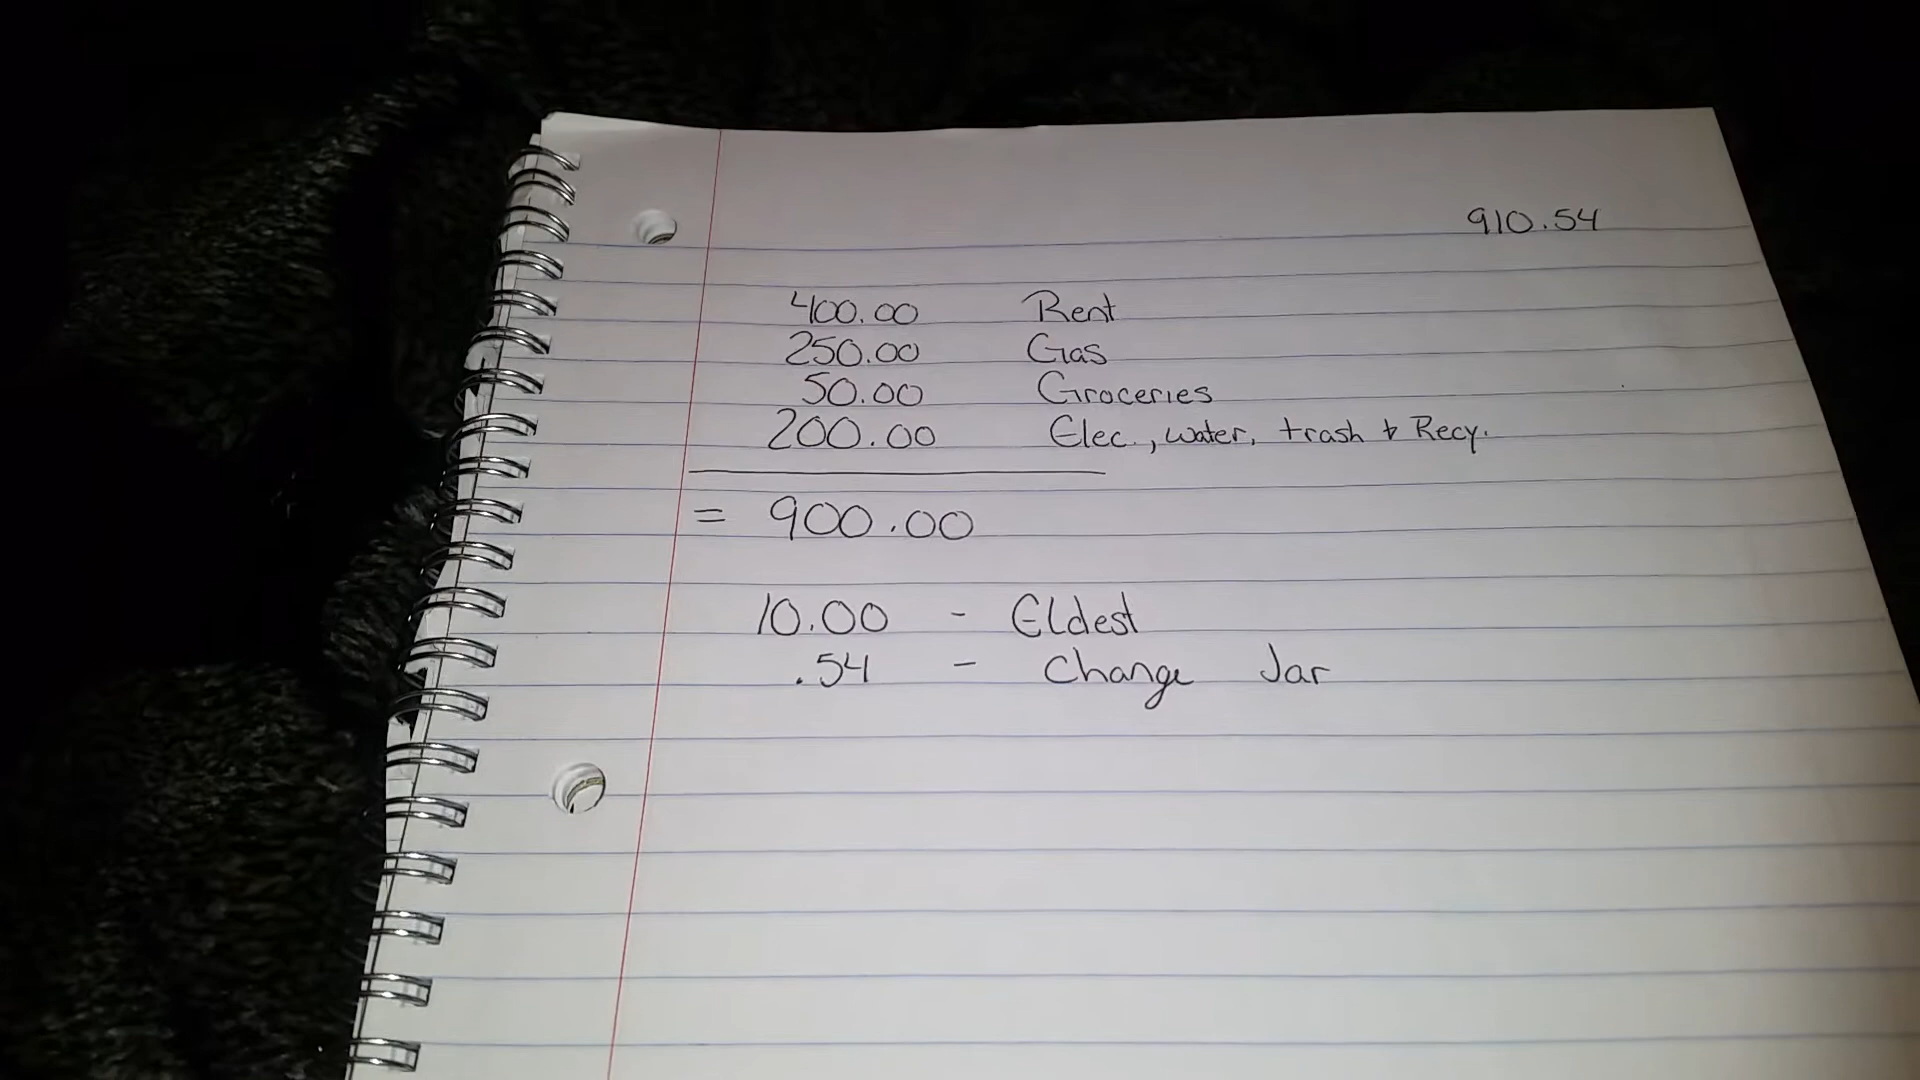 910.54
400.00 Rent
250.00 Gas
50.00 Groceries
200.00 Elec., water, trash & Recy.
= 900.00
10.00 - Eldest
.54 - Change Jar